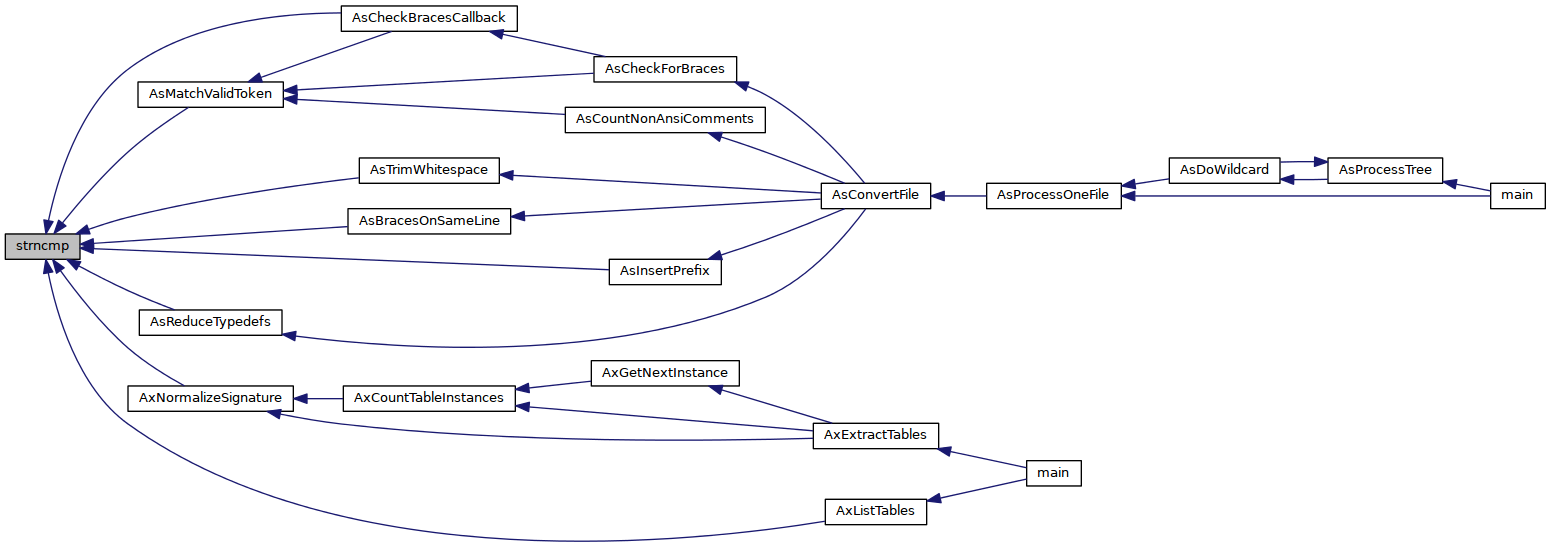 AsCheckBracesCallback
AsCheckForBraces
AsMatchValidToken
AsCountNonAnsiComments
AsTrimWhitespace
AsDoWildcard
AsProcessTree
AsConvertFile
AsProcessOneFile
main
AsBracesOnSameLine
strncmp
AsInsertPrefix
AsReduceTypedefs
AxGetNextInstance
AxNormalizeSignature
AxCountTableInstances
AxExtractTables
main
AxListTables